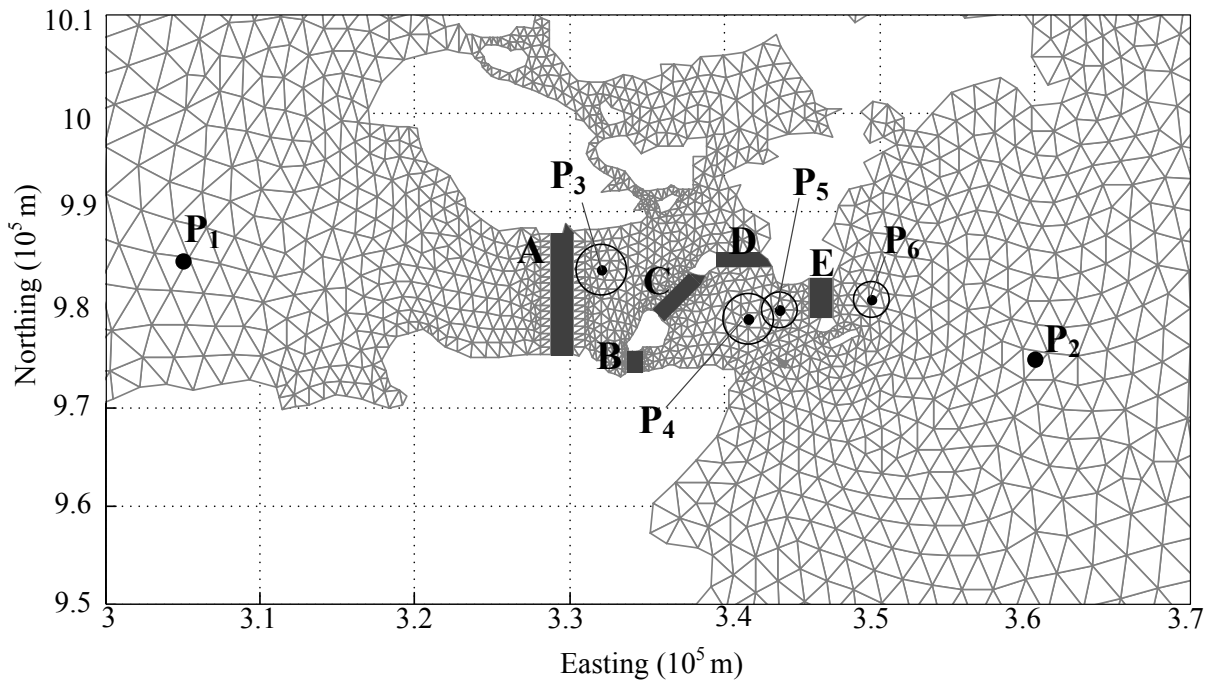 10.1
10
9.9
9.8
9.7
9.6
9.5
Northing (10⁵ m)
P₁
P₃
P₅
A
D
E
P₆
C
B
P₂
P₄
3
3.1
3.2
3.3
3.4
3.5
3.6
3.7
Easting (10⁵ m)